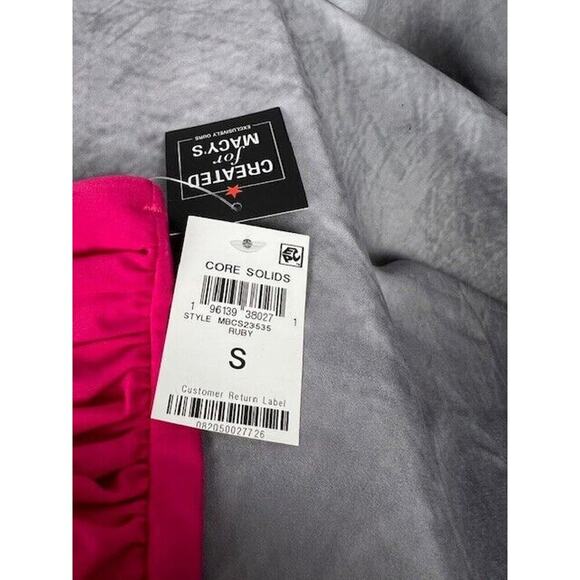 CREATED
for
MACY'S
EXCLUSIVELY OURS
CORE SOLIDS
1 96139 38027 1
STYLE MBCS23535
RUBY
S
Customer Return Label
082050027726